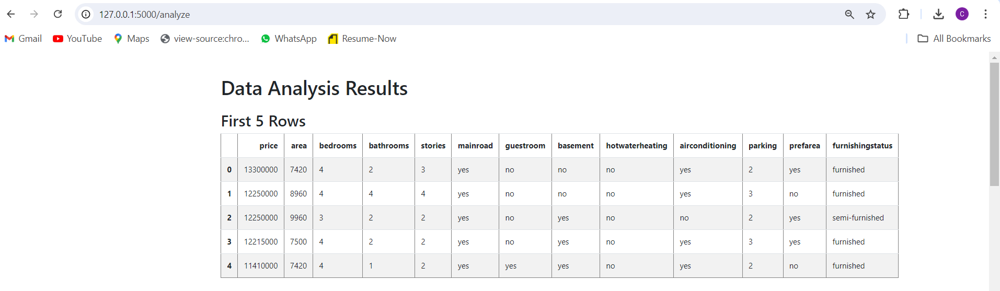 127.0.0.1:5000/analyze
C
Gmail YouTube Maps view-source:chro... WhatsApp Resume-Now All Bookmarks
Data Analysis Results
First 5 Rows
price area bedrooms bathrooms stories mainroad guestroom basement hotwaterheating airconditioning parking prefarea furnishingstatus
0 13300000 7420 4 2 3 yes no no no yes 2 yes furnished
1 12250000 8960 4 4 4 yes no no no yes 3 no furnished
2 12250000 9960 3 2 2 yes no yes no no 2 yes semi-furnished
3 12215000 7500 4 2 2 yes no yes no yes 3 yes furnished
4 11410000 7420 4 1 2 yes yes yes no yes 2 no furnished